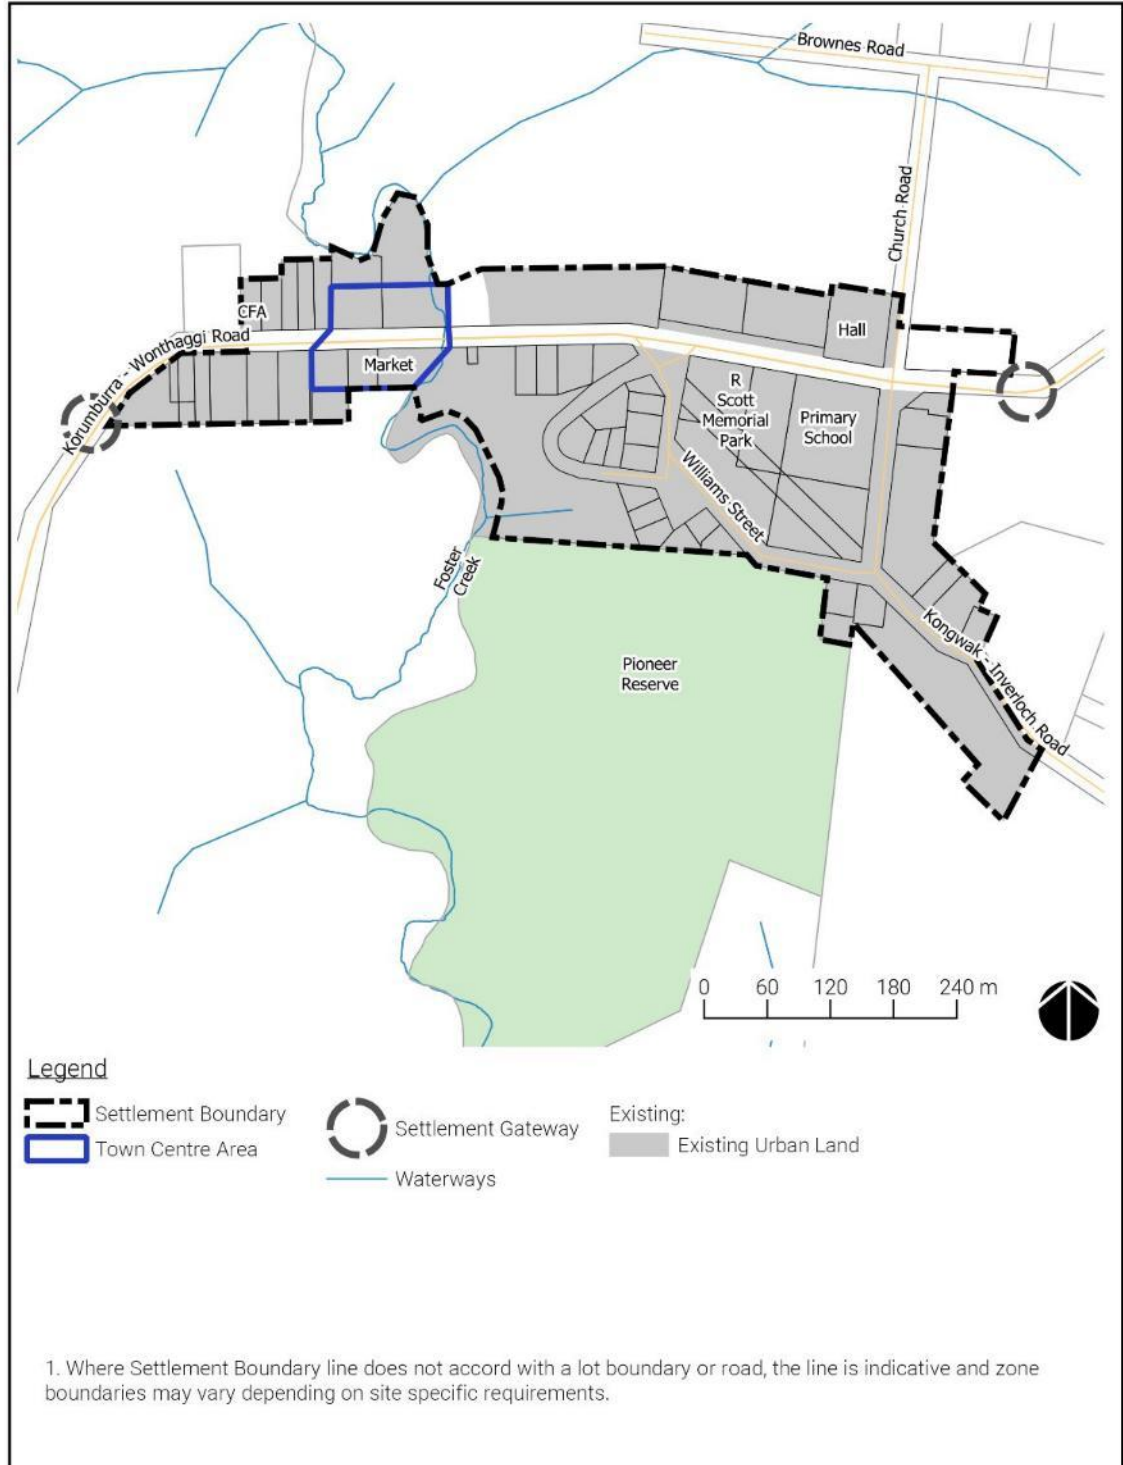 Brownes Road
Church Road
CFA
Korumburra - Wonthaggi Road
Hall
Market
R
Scott
Memorial
Park
Primary
School
Williams Street
Foster
Creek
Kongwak - Inverloch Road
Pioneer
Reserve
0 60 120 180 240 m
Legend
Settlement Boundary
Town Centre Area
Settlement Gateway
Waterways
Existing:
Existing Urban Land
1. Where Settlement Boundary line does not accord with a lot boundary or road, the line is indicative and zone
boundaries may vary depending on site specific requirements.